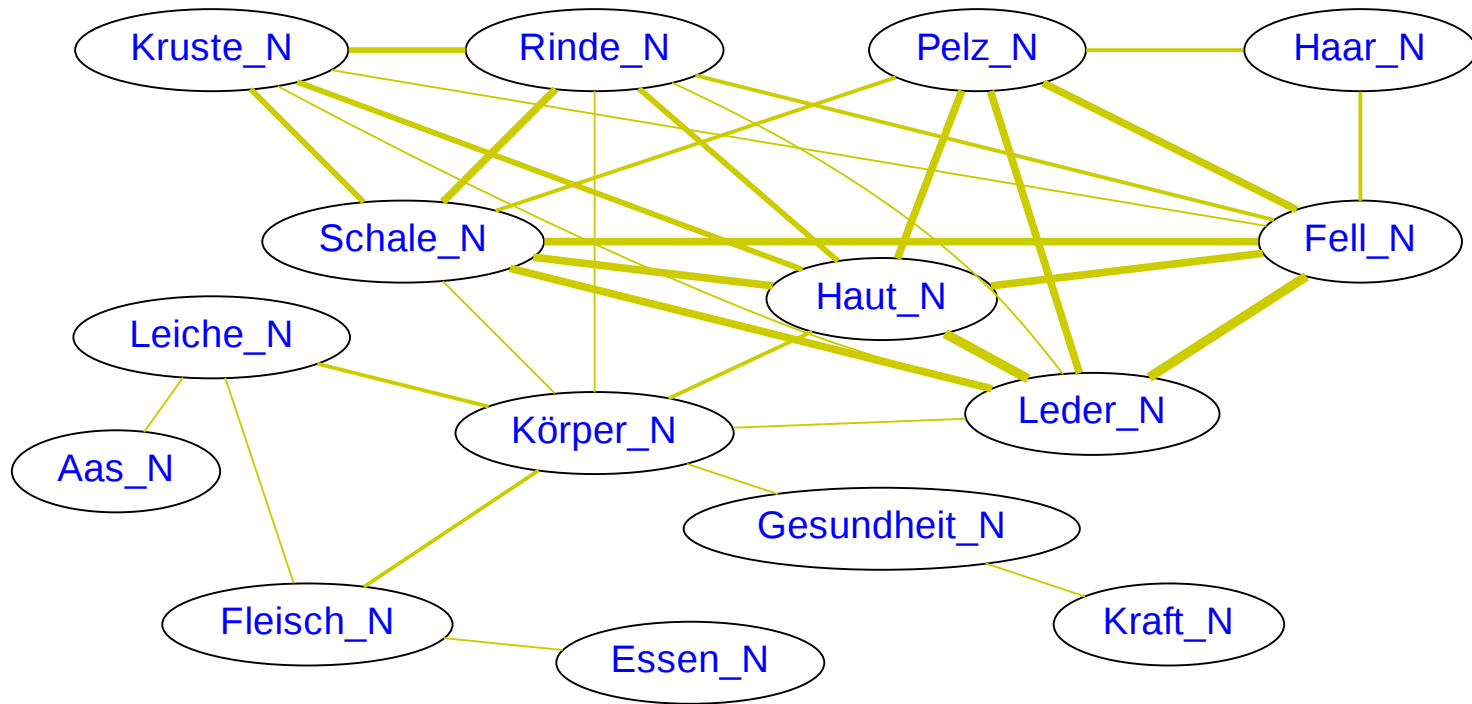 Kruste_N
Rinde_N
Pelz_N
Haar_N
Schale_N
Fell_N
Haut_N
Leiche_N
Leder_N
Körper_N
Aas_N
Gesundheit_N
Fleisch_N
Kraft_N
Essen_N